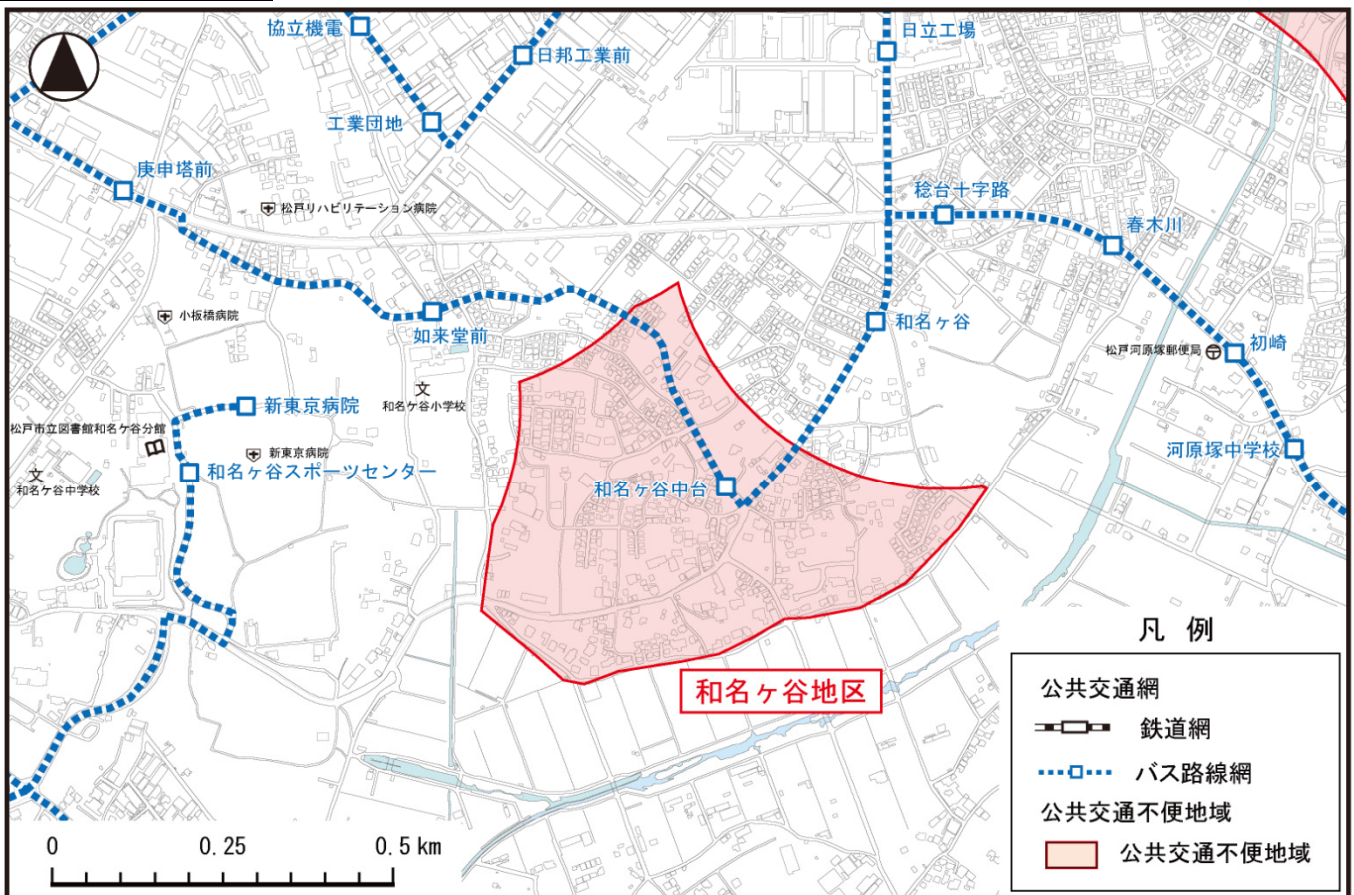 協立機電
日邦工業前
日立工場
工業団地
庚申塔前
松戸リハビリテーション病院
稔台十字路
春木川
小板橋病院
如来堂前
和名ヶ谷
松戸河原塚郵便局
初崎
文
和名ケ谷小学校
新東京病院
松戸市立図書館和名ケ谷分館
新東京病院
河原塚中学校
文
和名ケ谷中学校
和名ヶ谷スポーツセンター
和名ヶ谷中台
和名ヶ谷地区
凡 例
公共交通網
鉄道網
バス路線網
公共交通不便地域
公共交通不便地域
0 0.25 0.5 km